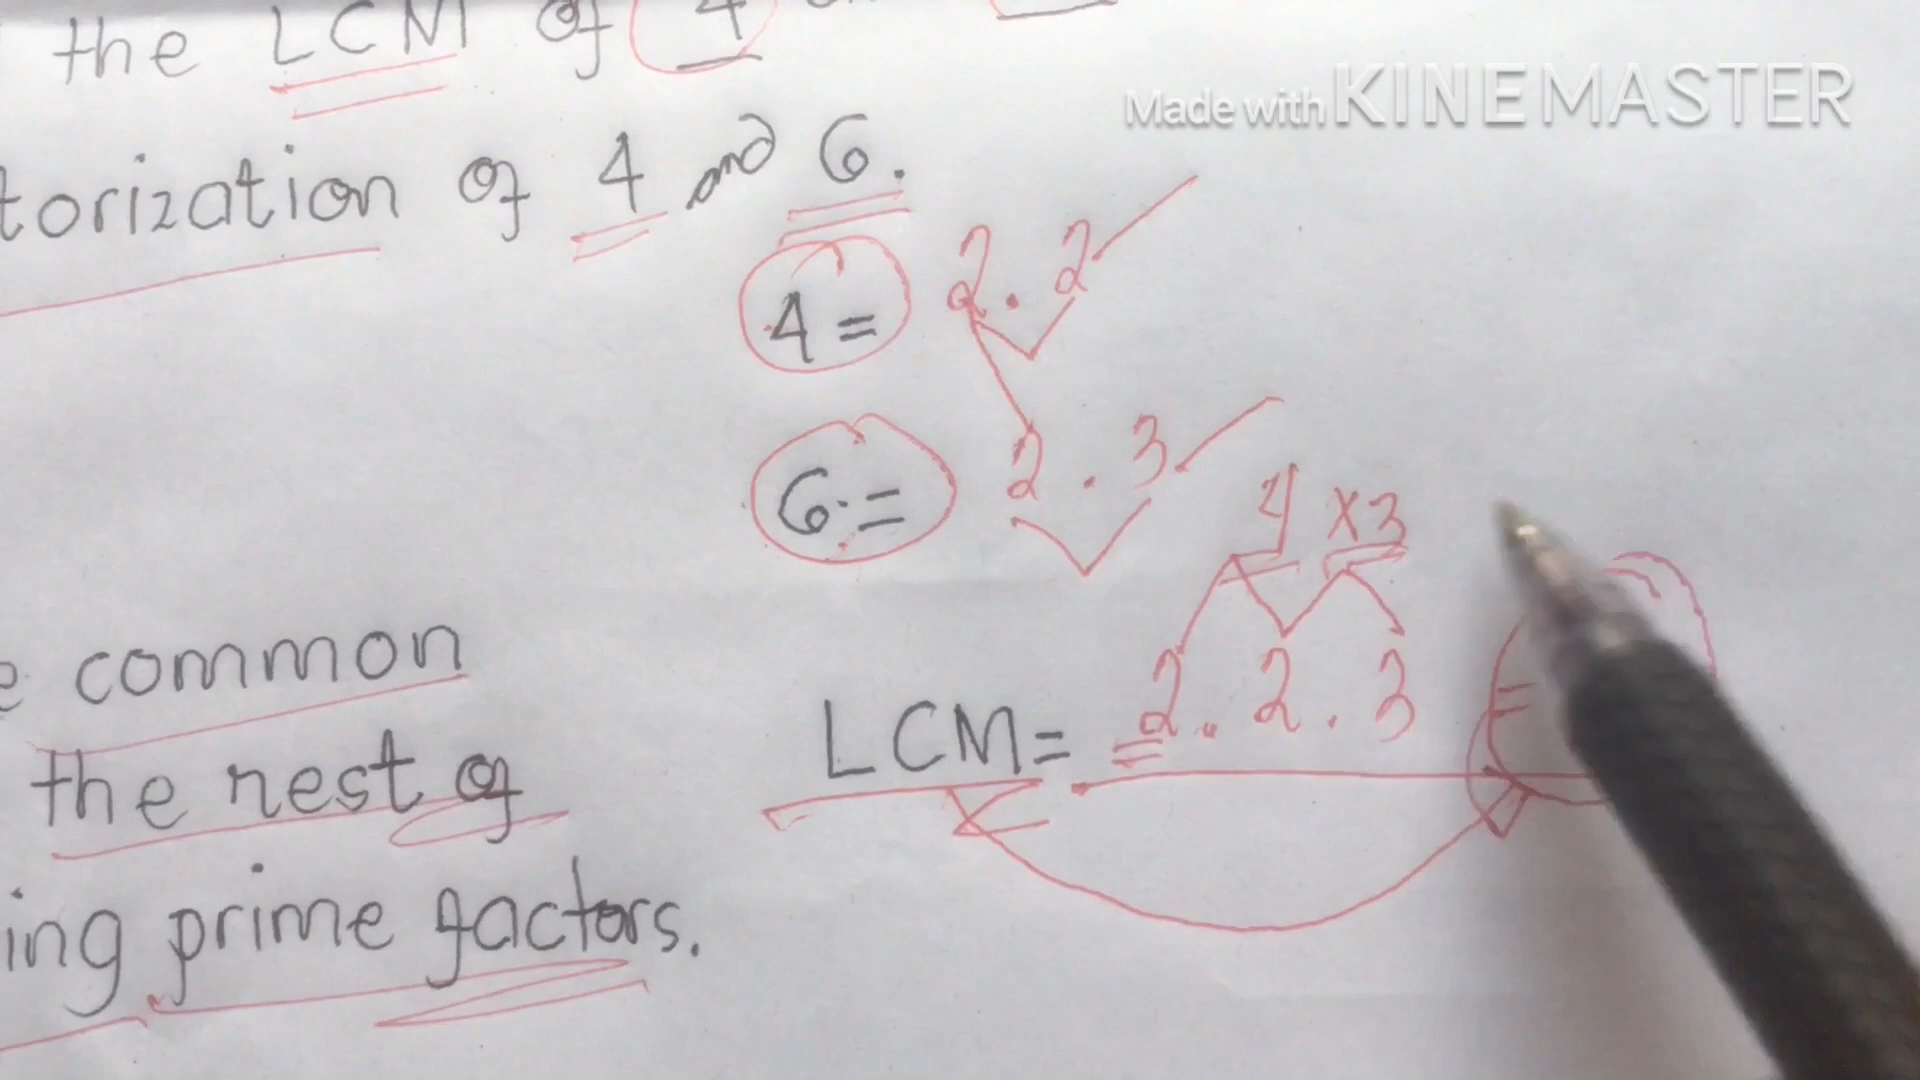 the LCM of 4
Made with KINEMASTER
torization of 4 and 6.
4 = 2 . 2
6 = 2 . 3
4 x3
e common
LCM = 2 . 2 . 3 =
the rest of
ing prime factors.